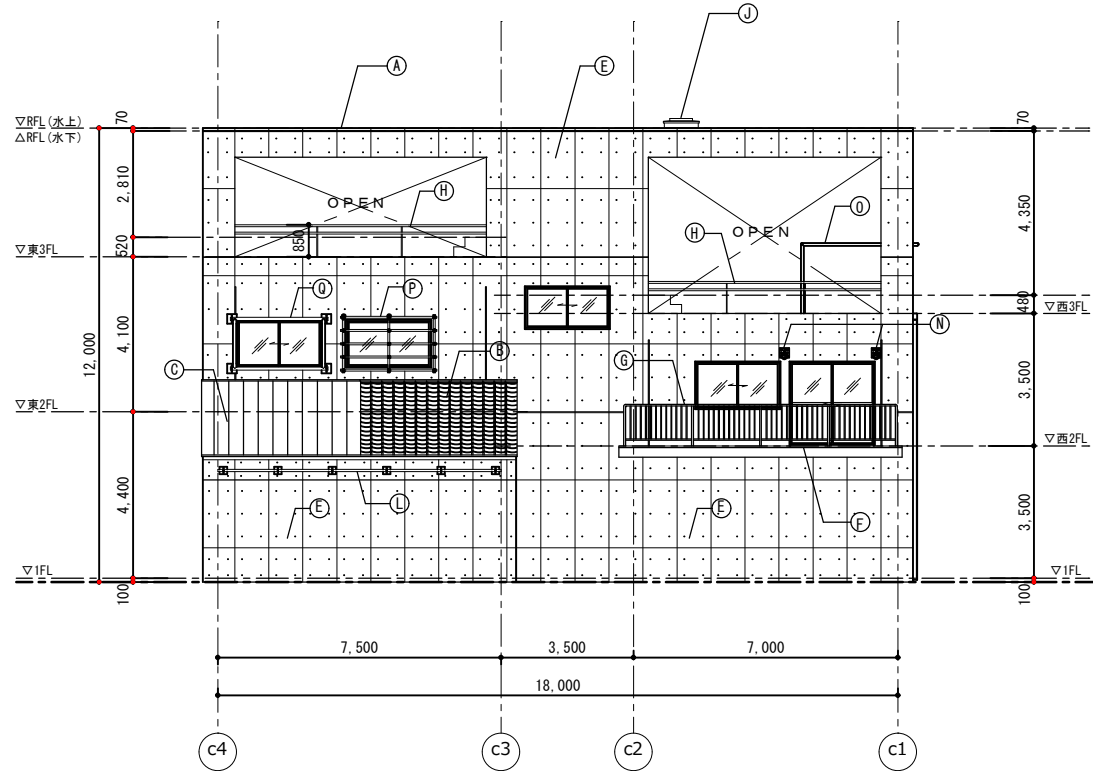 J
A
E
▽RFL(水上)
△RFL(水下)
70
70
2,810
OPEN
H
OPEN
O
4,350
850
▽東3FL
520
H
480
▽西3FL
Q
P
N
12,000
4,100
C
B
G
3,500
▽東2FL
▽西2FL
4,400
E
L
E
F
3,500
▽1FL
▽1FL
100
100
7,500
3,500
7,000
18,000
c4
c3
c2
c1